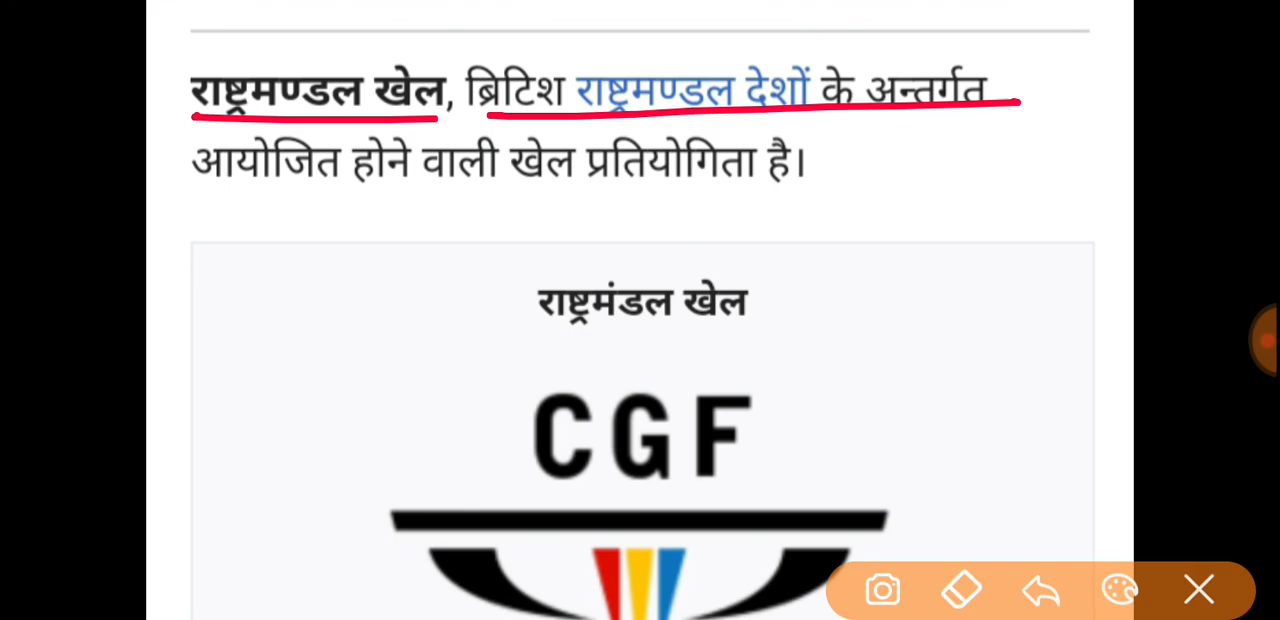 राष्ट्रमण्डल खेल, ब्रिटिश राष्ट्रमण्डल देशों के अन्तर्गत
आयोजित होने वाली खेल प्रतियोगिता है।
राष्ट्रमंडल खेल
CGF